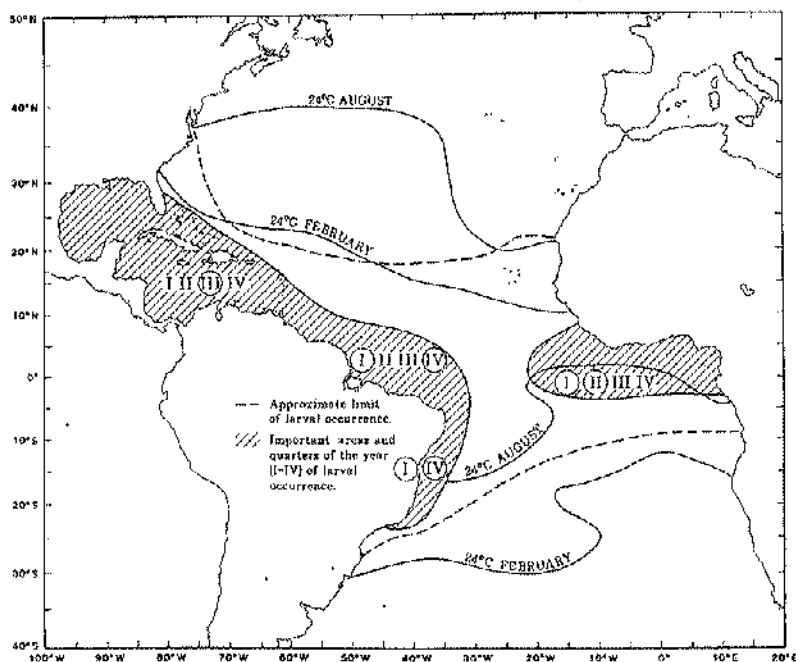 50°N
40°N
30°N
20°N
10°N
0°
10°S
20°S
30°S
40°S
24°C AUGUST
24°C FEBRUARY
I II III IV
I II III IV
I II III IV
I IV
Approximate limit
of larval occurrence.
Important areas and
quarters of the year
(I-IV) of larval
occurrence.
24°C AUGUST
24°C FEBRUARY
100°W 90°W 80°W 70°W 60°W 50°W 40°W 30°W 20°W 10°W 0° 10°E 20°E